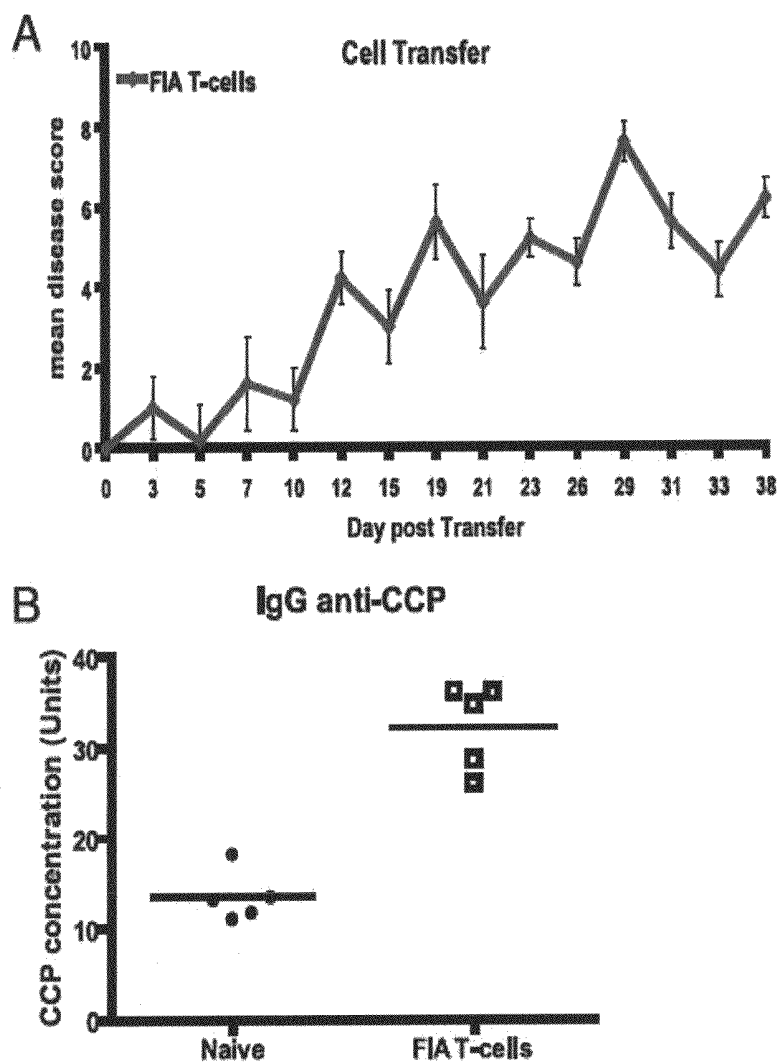 A
Cell Transfer
FIA T-cells
mean disease score
10
8
6
4
2
0
0 3 5 7 10 12 15 19 21 23 26 29 31 33 38
Day post Transfer
B
IgG anti-CCP
CCP concentration (Units)
40
30
20
10
0
Naive FIA T-cells